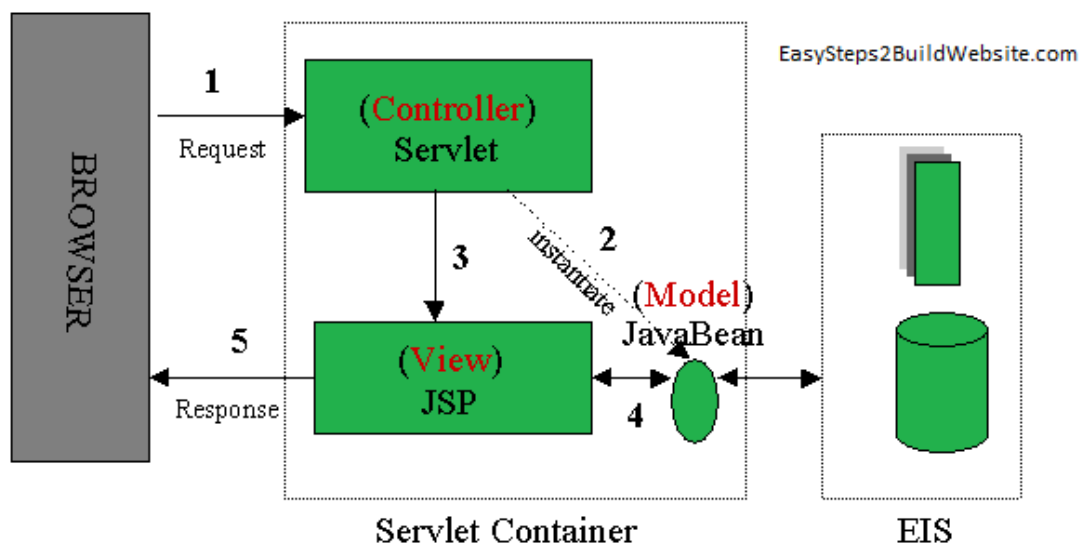 EasySteps2BuildWebsite.com
BROWSER
1
Request
(Controller)
Servlet
2
instantiate
3
(Model)
JavaBean
(View)
JSP
4
5
Response
Servlet Container
EIS